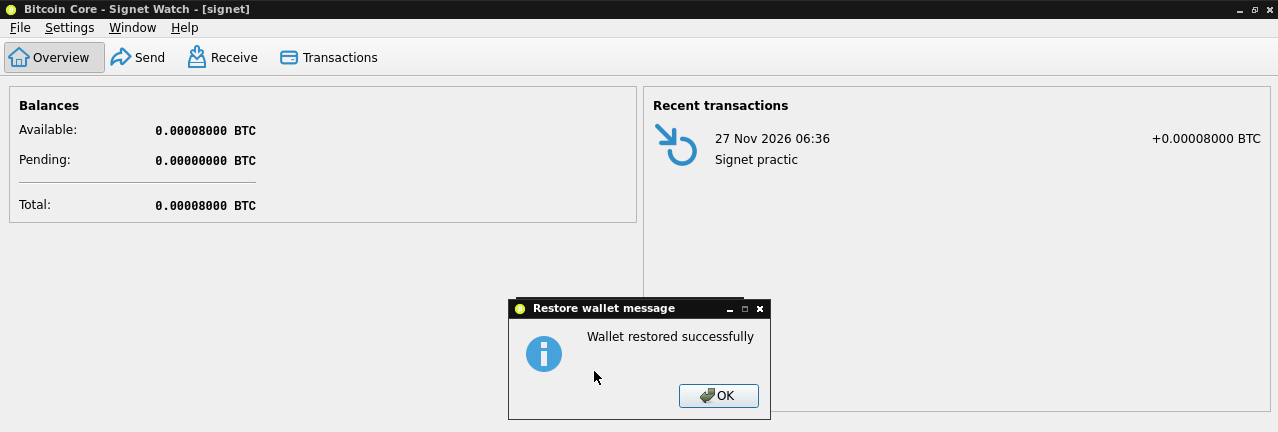 Bitcoin Core - Signet Watch - [signet]
File Settings Window Help
Overview Send Receive Transactions
Balances
Available: 0.00008000 BTC
Pending: 0.00000000 BTC
Total: 0.00008000 BTC
Recent transactions
27 Nov 2026 06:36 +0.00008000 BTC
Signet practic
Restore wallet message
Wallet restored successfully
OK